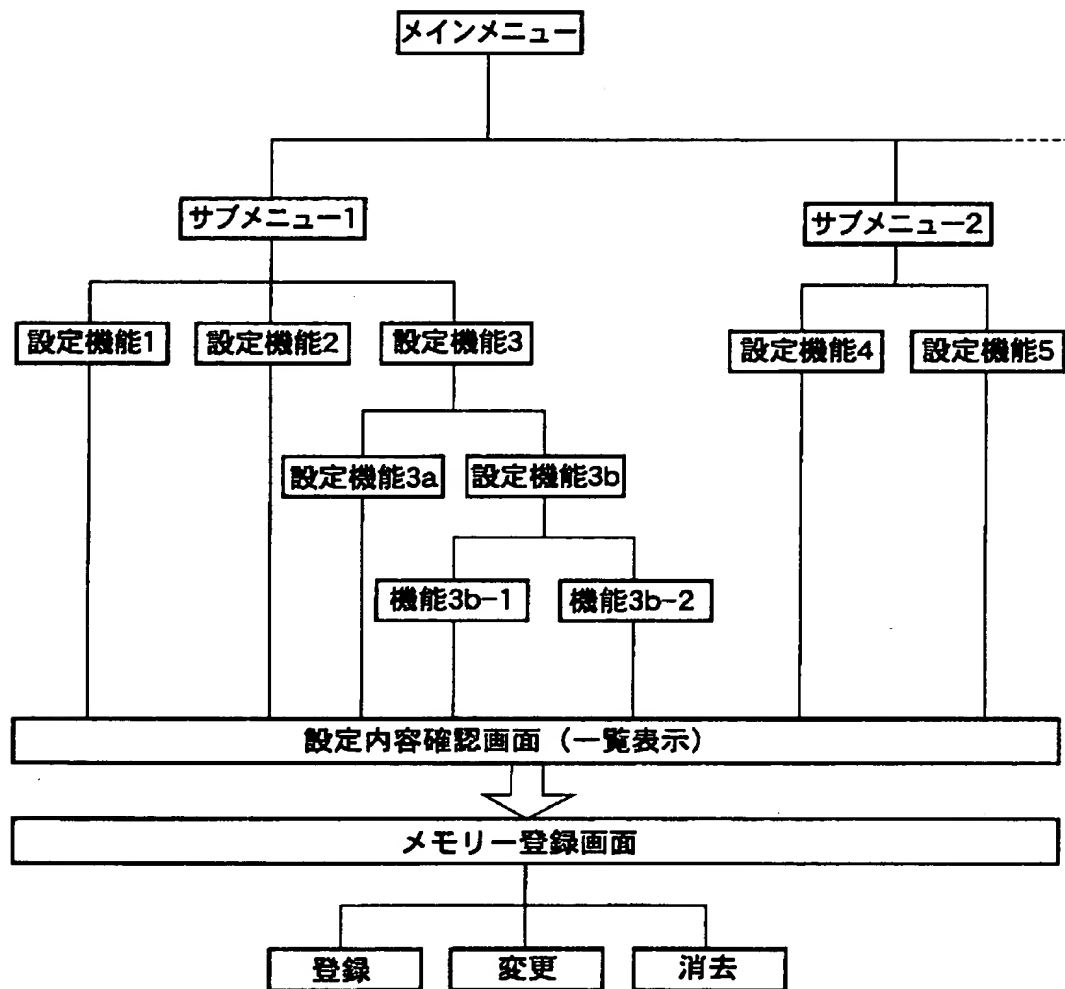 メインメニュー
サブメニュー1
サブメニュー2
設定機能1
設定機能2
設定機能3
設定機能4
設定機能5
設定機能3a
設定機能3b
機能3b-1
機能3b-2
設定内容確認画面（一覧表示）
メモリー登録画面
登録
変更
消去